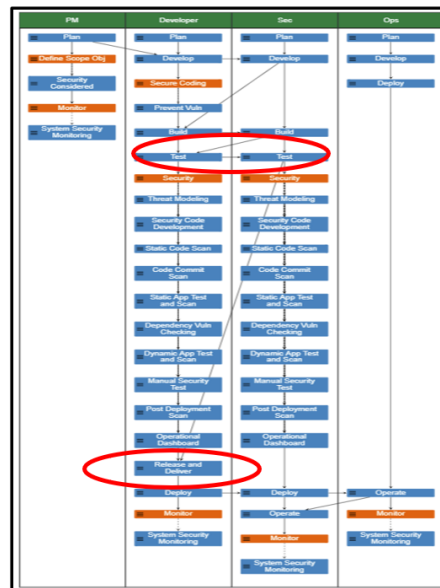 PM
Developer
Sec
Ops
Plan
Plan
Plan
Plan
Define Scope Obj
Develop
Develop
Develop
Security
Considered
Secure Coding
Deploy
Monitor
Prevent Vuln
System Security
Monitoring
Build
Build
Test
Test
Security
Security
Threat Modeling
Threat Modeling
Security Code
Development
Security Code
Development
Static Code Scan
Static Code Scan
Code Commit
Scan
Code Commit
Scan
Static App Test
and Scan
Static App Test
and Scan
Dependency Vuln
Checking
Dependency Vuln
Checking
Dynamic App Test
and Scan
Dynamic App Test
and Scan
Manual Security
Test
Manual Security
Test
Post Deployment
Scan
Post Deployment
Scan
Operational
Dashboard
Operational
Dashboard
Release and
Deliver
Deploy
Deploy
Operate
Monitor
Operate
Monitor
System Security
Monitoring
Monitor
System Security
Monitoring
System Security
Monitoring